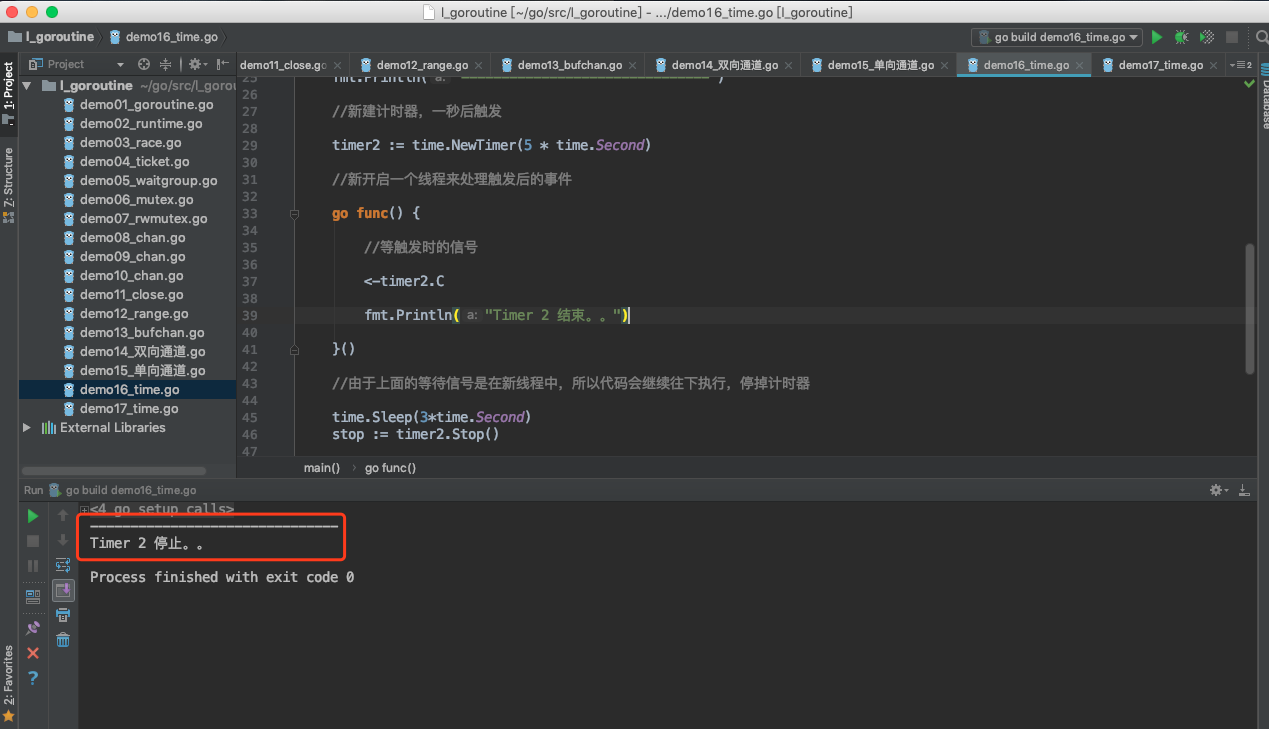 l_goroutine [~/go/src/l_goroutine] - .../demo16_time.go [l_goroutine]
l_goroutine demo16_time.go
go build demo16_time.go
1: Project
Z: Structure
2: Favorites
Database
Project
demo11_close.go
demo12_range.go
demo13_bufchan.go
demo14_双向通道.go
demo15_单向通道.go
demo16_time.go
demo17_time.go
2
l_goroutine ~/go/src/l_gorou
demo01_goroutine.go
demo02_runtime.go
demo03_race.go
demo04_ticket.go
demo05_waitgroup.go
demo06_mutex.go
demo07_rwmutex.go
demo08_chan.go
demo09_chan.go
demo10_chan.go
demo11_close.go
demo12_range.go
demo13_bufchan.go
demo14_双向通道.go
demo15_单向通道.go
demo16_time.go
demo17_time.go
External Libraries
25 fmt.Println( a: "-------------------------------")
26
27 //新建计时器，一秒后触发
28
29 timer2 := time.NewTimer(5 * time.Second)
30
31 //新开启一个线程来处理触发后的事件
32
33 go func() {
34
35 //等触发时的信号
36
37 <-timer2.C
38
39 fmt.Println( a: "Timer 2 结束。。")
40
41 }()
42
43 //由于上面的等待信号是在新线程中，所以代码会继续往下执行，停掉计时器
44
45 time.Sleep(3*time.Second)
46 stop := timer2.Stop()
47
main() › go func()
Run go build demo16_time.go
<4 go setup calls>
-------------------------------
Timer 2 停止。。
Process finished with exit code 0